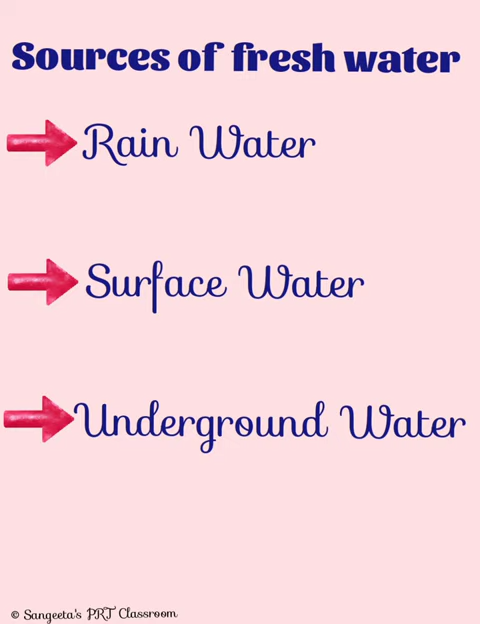 Sources of fresh water
Rain Water
Surface Water
Underground Water
© Sangeeta's PRT Classroom